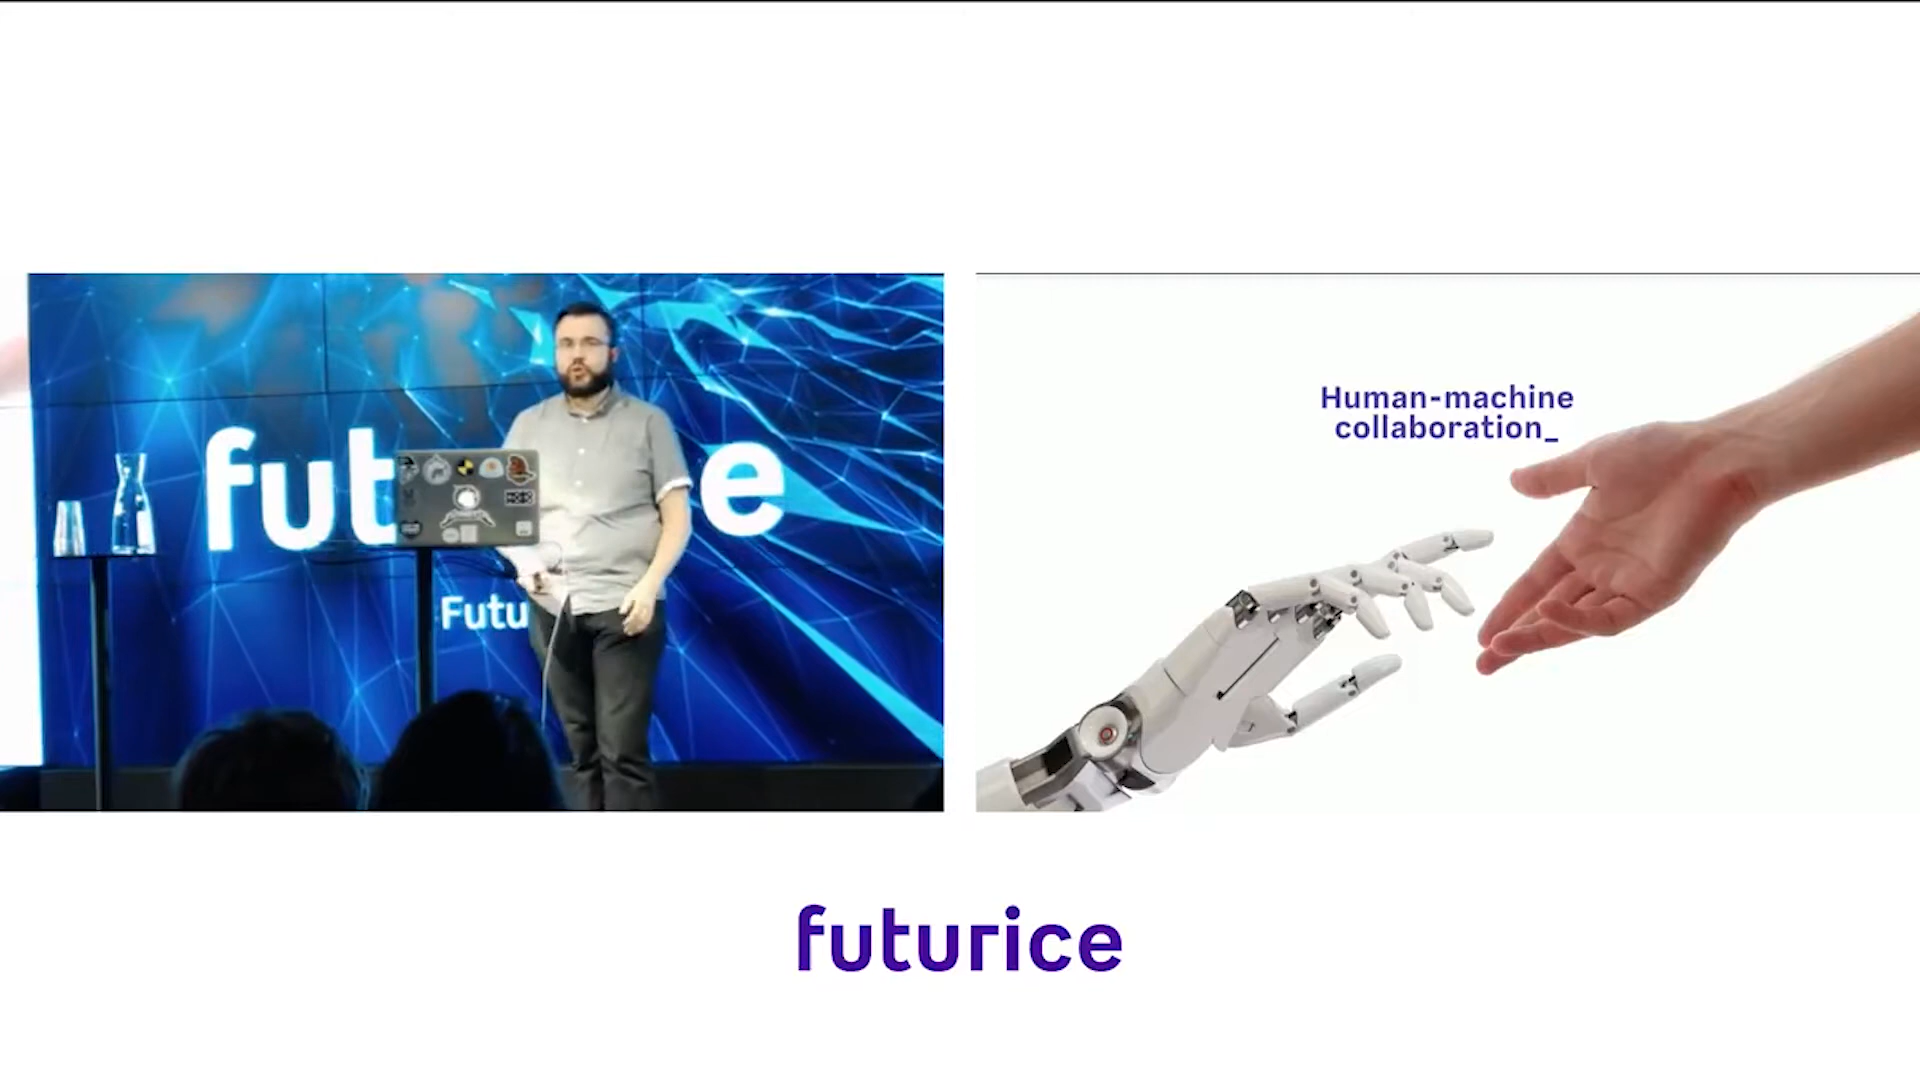 fut e
Futu
Human-machine
collaboration_
futurice